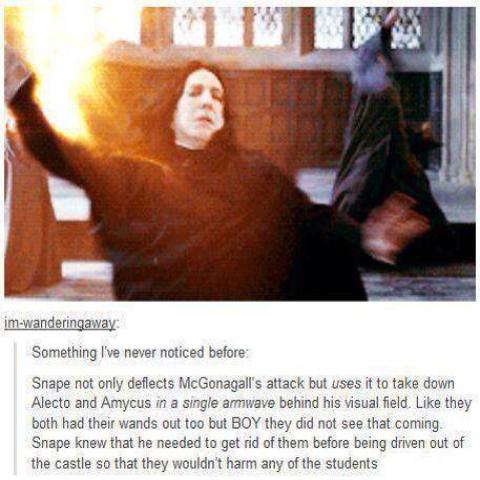 im-wanderingaway:
Something I've never noticed before:
Snape not only deflects McGonagall's attack but uses it to take down
Alecto and Amycus in a single armwave behind his visual field. Like they
both had their wands out too but BOY they did not see that coming.
Snape knew that he needed to get rid of them before being driven out of
the castle so that they wouldn't harm any of the students